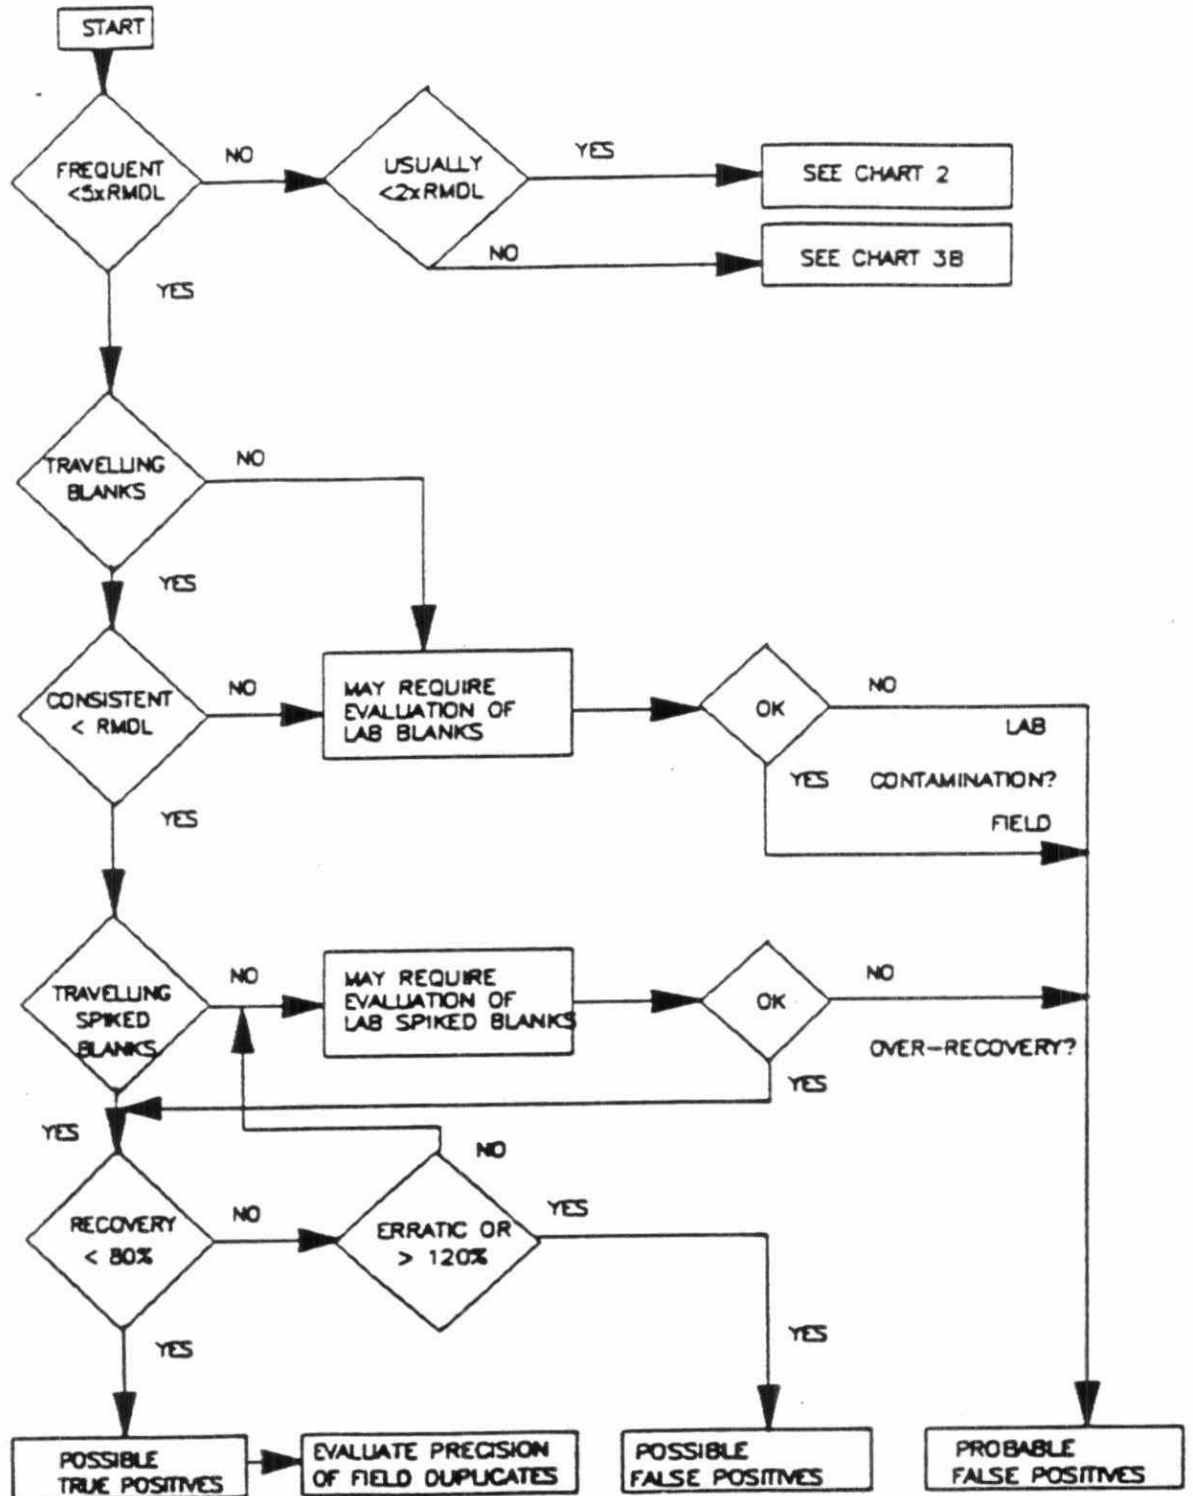 START
FREQUENT
<5xRMDL
NO
USUALLY
<2xRMDL
YES
SEE CHART 2
NO
SEE CHART 3B
YES
TRAVELLING
BLANKS
NO
YES
CONSISTENT
< RMDL
NO
MAY REQUIRE
EVALUATION OF
LAB BLANKS
OK
NO
LAB
YES
CONTAMINATION?
FIELD
YES
TRAVELLING
SPIKED
BLANKS
NO
MAY REQUIRE
EVALUATION OF
LAB SPIKED BLANKS
OK
NO
OVER-RECOVERY?
YES
YES
RECOVERY
< 80%
NO
ERRATIC OR
> 120%
NO
YES
YES
YES
POSSIBLE
TRUE POSITIVES
EVALUATE PRECISION
OF FIELD DUPLICATES
POSSIBLE
FALSE POSITIVES
PROBABLE
FALSE POSITIVES